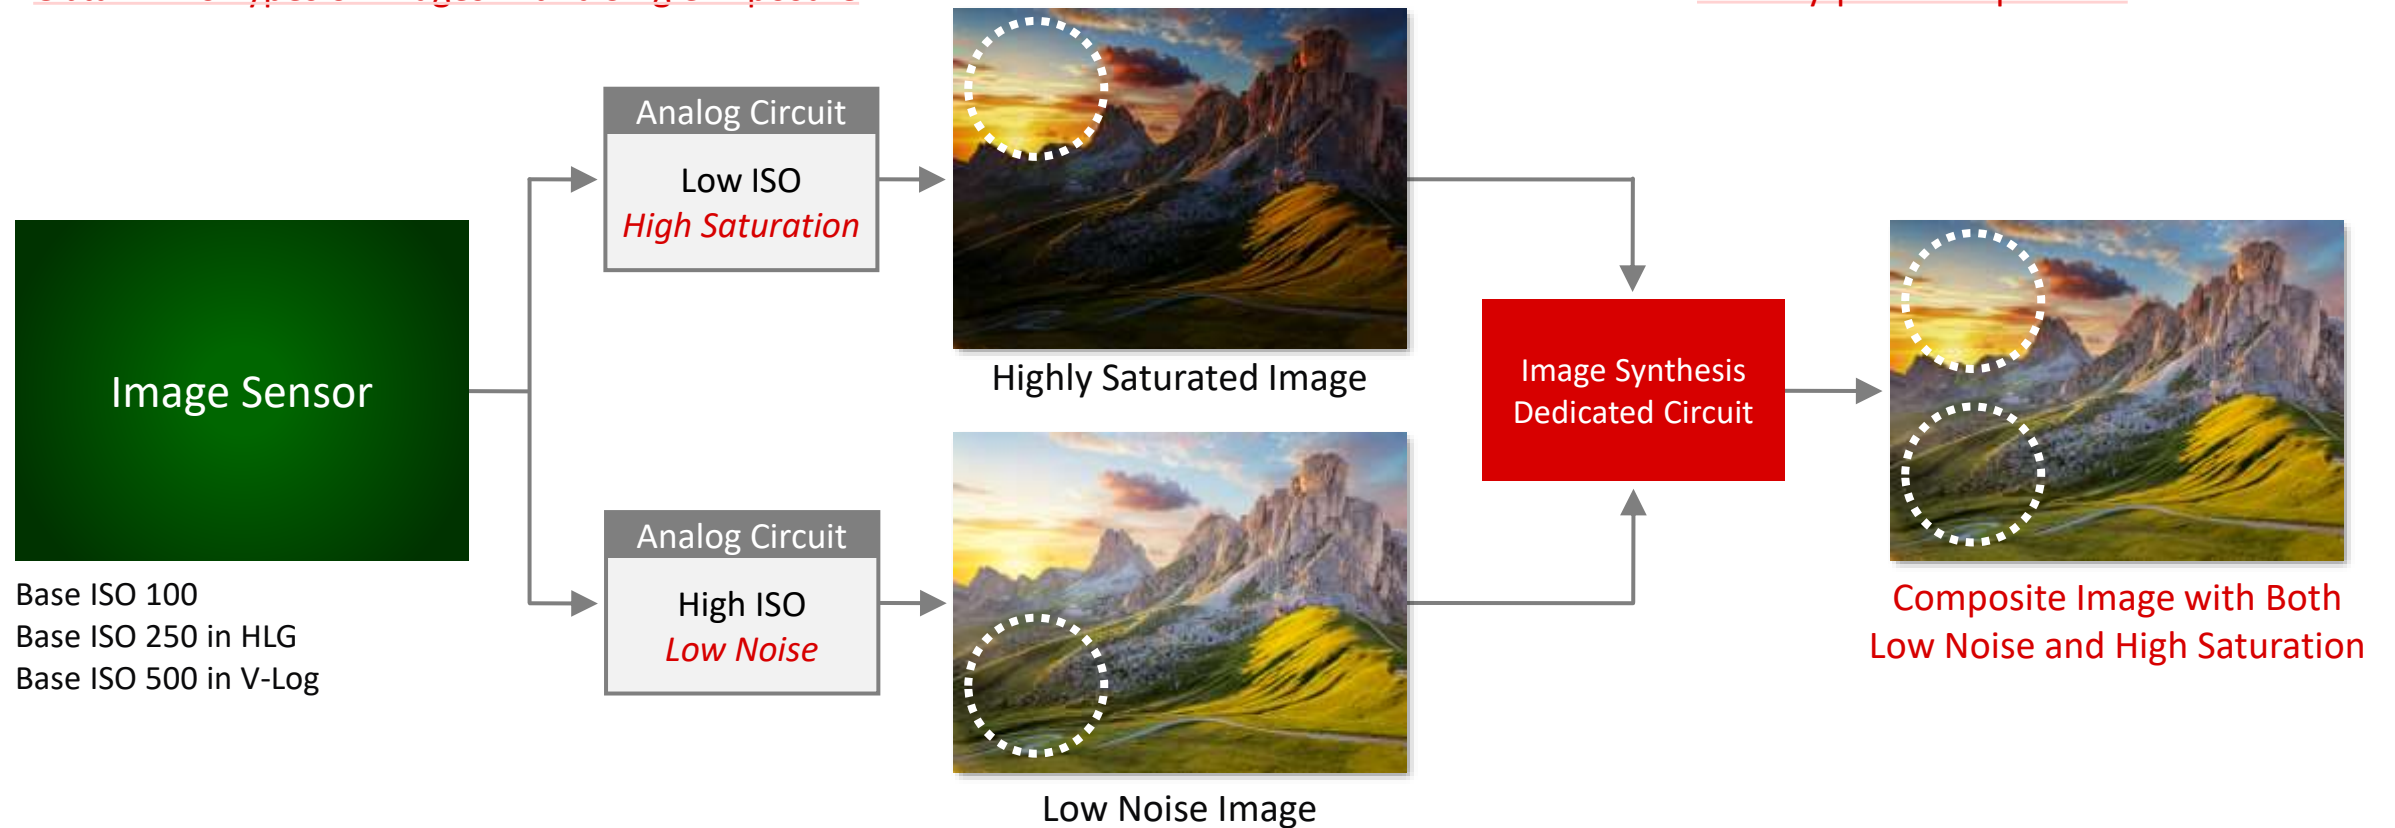 Analog Circuit
Low ISO
High Saturation
Highly Saturated Image
Image Sensor
Base ISO 100
Base ISO 250 in HLG
Base ISO 500 in V-Log
Analog Circuit
High ISO
Low Noise
Low Noise Image
Image Synthesis
Dedicated Circuit
Composite Image with Both
Low Noise and High Saturation